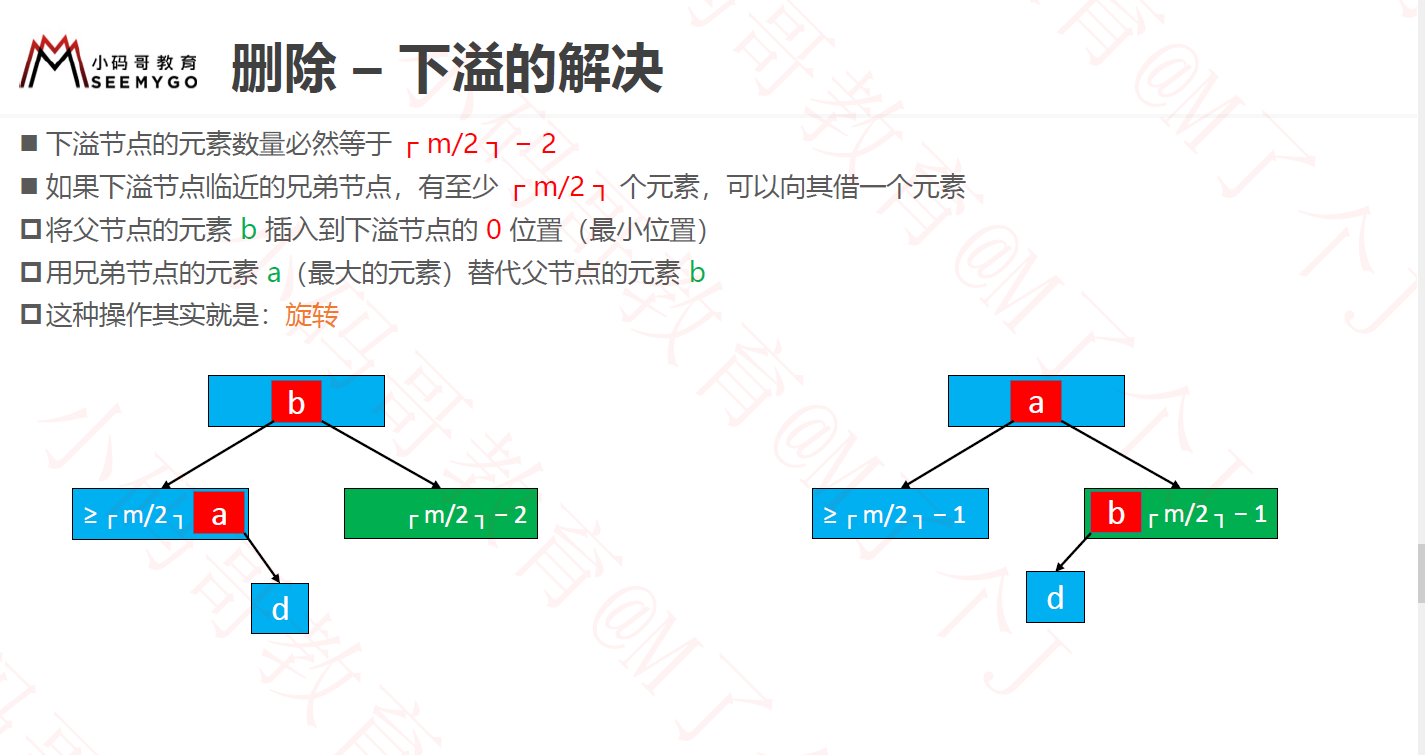 小码哥教育
SEEMYGO
删除 – 下溢的解决
■ 下溢节点的元素数量必然等于 ┌ m/2 ┐ − 2
■ 如果下溢节点临近的兄弟节点，有至少 ┌ m/2 ┐ 个元素，可以向其借一个元素
将父节点的元素 b 插入到下溢节点的 0 位置（最小位置）
用兄弟节点的元素 a（最大的元素）替代父节点的元素 b
这种操作其实就是：旋转
b
≥ ┌ m/2 ┐ a
┌ m/2 ┐ − 2
d
a
≥ ┌ m/2 ┐ − 1
b ┌ m/2 ┐ − 1
d
小码哥教育@M了个J